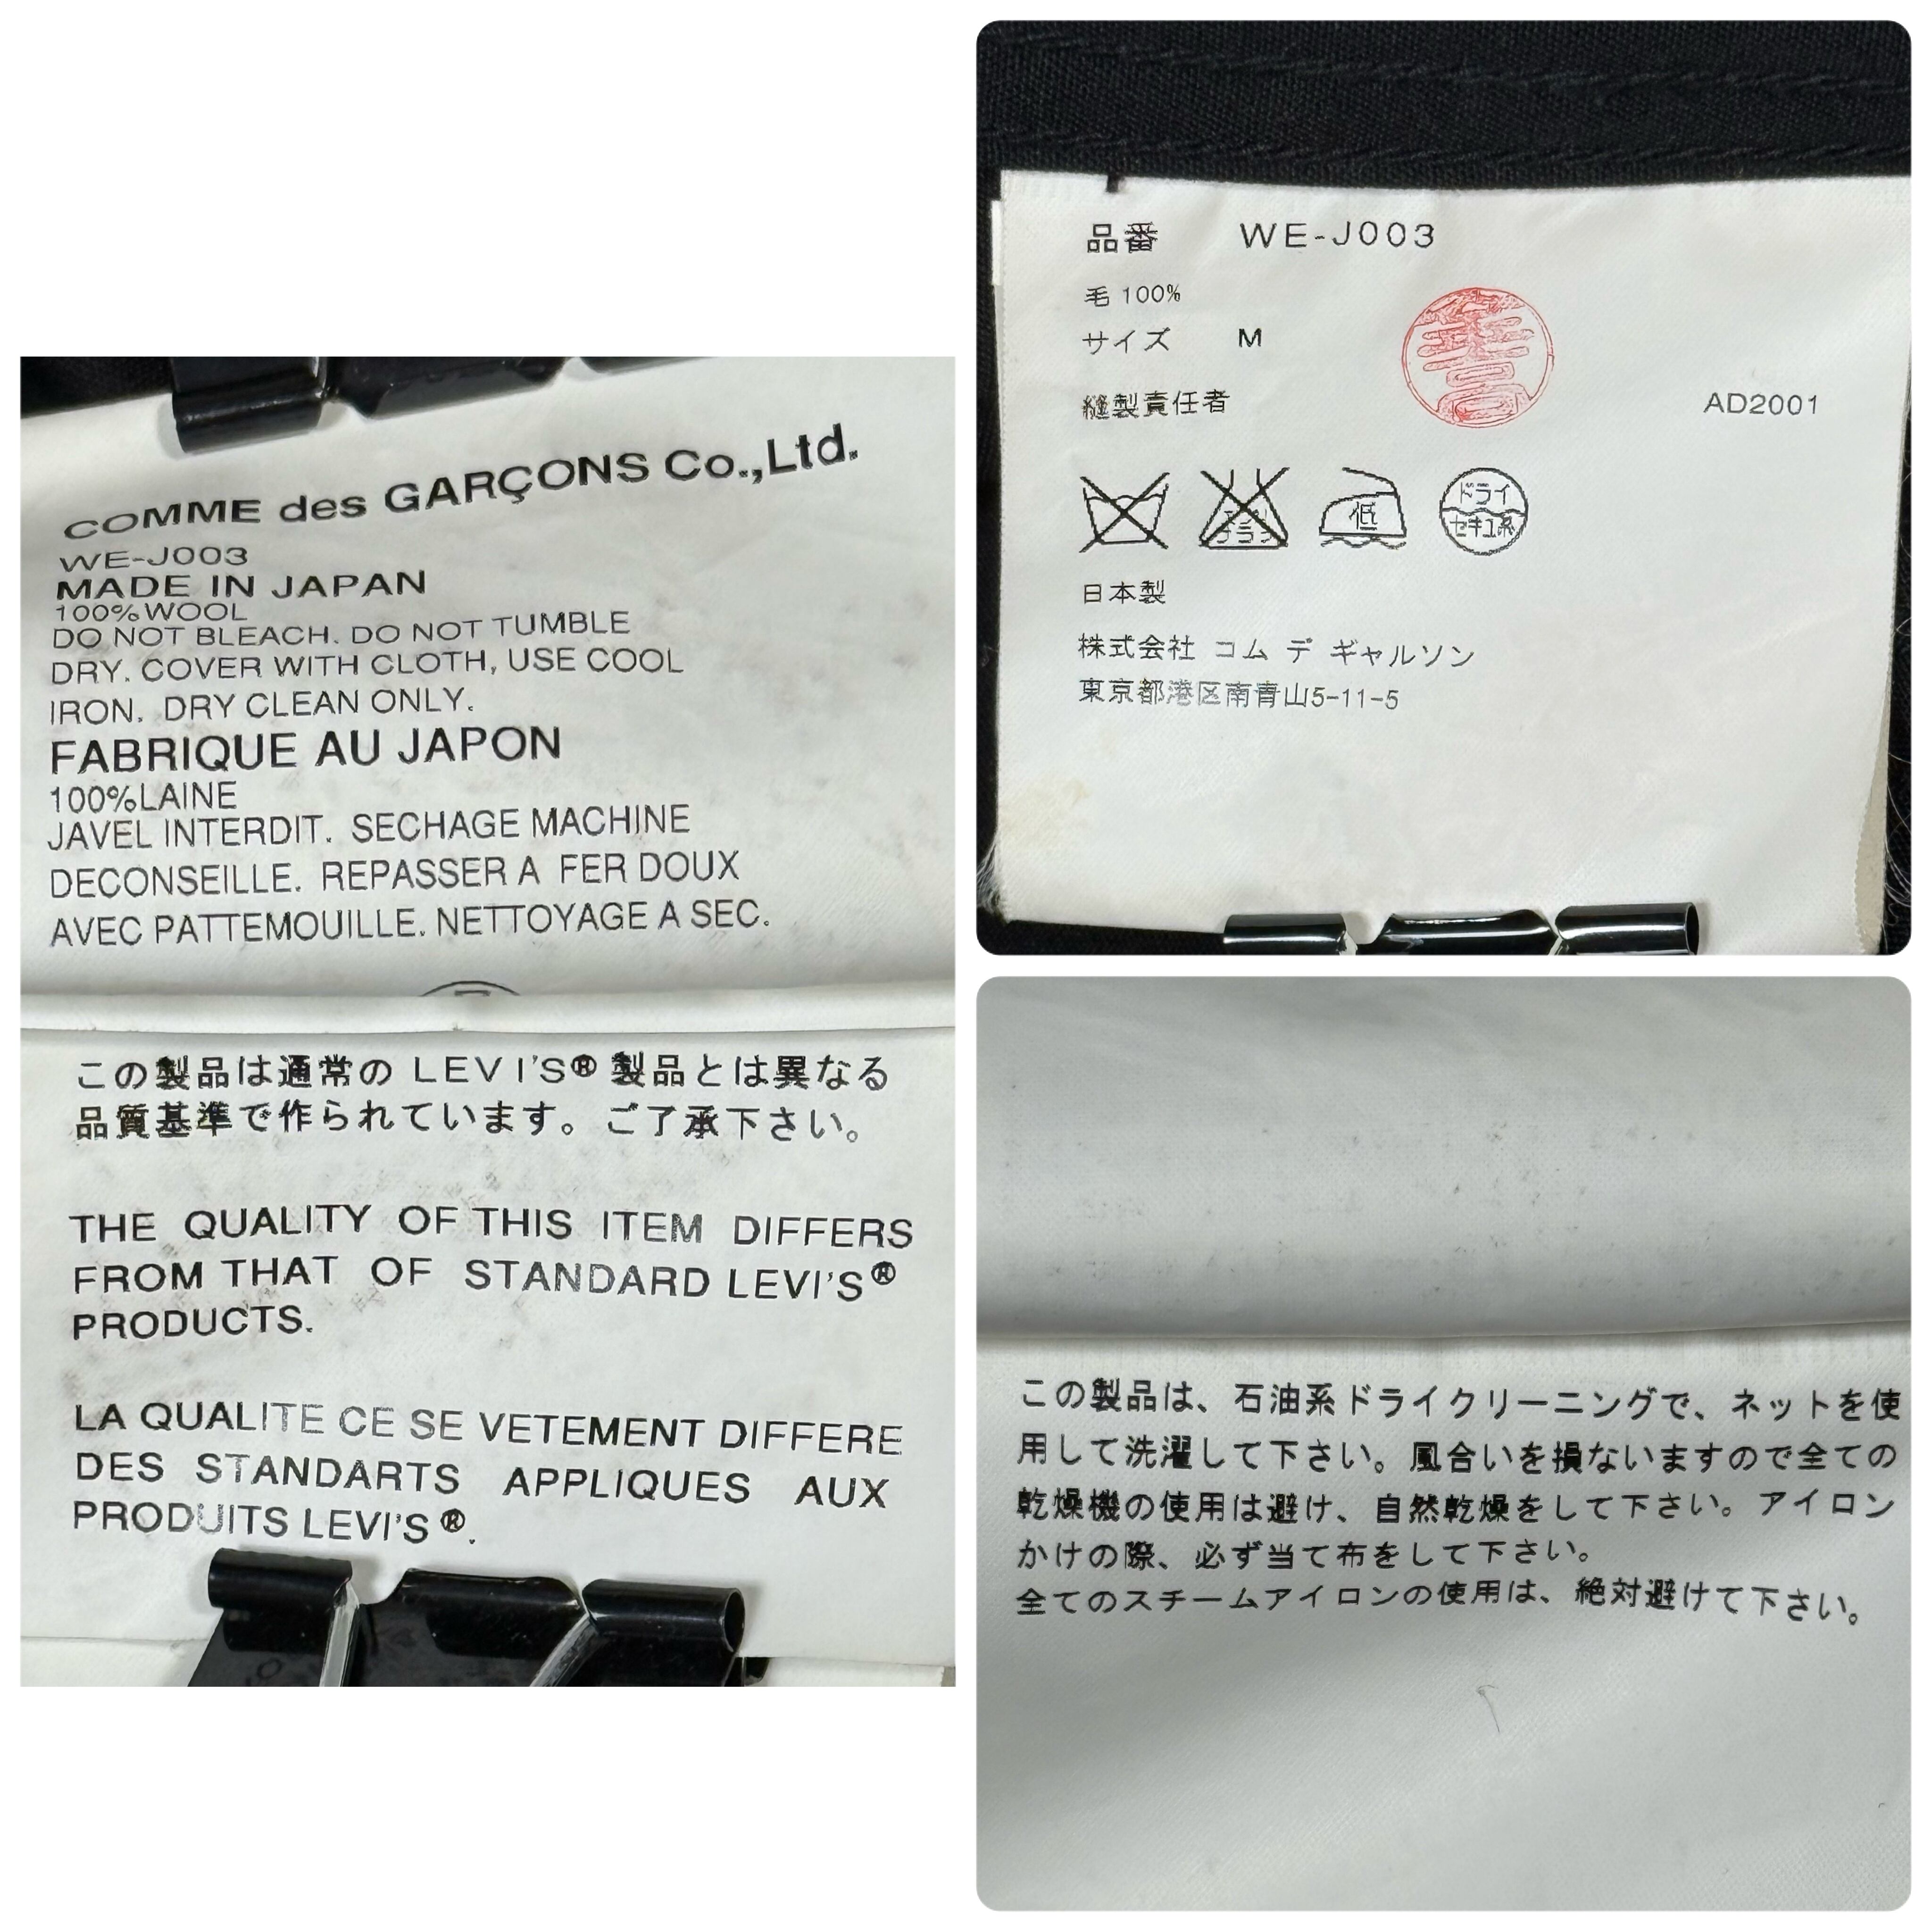 COMME des GARÇONS Co.,Ltd.
WE-J003
MADE IN JAPAN
100%WOOL
DO NOT BLEACH. DO NOT TUMBLE
DRY. COVER WITH CLOTH, USE COOL
IRON. DRY CLEAN ONLY.
FABRIQUE AU JAPON
100%LAINE
JAVEL INTERDIT. SECHAGE MACHINE
DECONSEILLE. REPASSER A FER DOUX
AVEC PATTEMOUILLE. NETTOYAGE A SEC.
この製品は通常の LEVI'S® 製品とは異なる
品質基準で作られています。ご了承下さい。
THE QUALITY OF THIS ITEM DIFFERS
FROM THAT OF STANDARD LEVI'S®
PRODUCTS.
LA QUALITE CE SE VETEMENT DIFFERE
DES STANDARTS APPLIQUES AUX
PRODUITS LEVI'S®.
品番 WE-J003
毛 100%
サイズ M
縫製責任者
AD2001
低
ドライ
セキユ系
日本製
株式会社 コム デ ギャルソン
東京都港区南青山5-11-5
この製品は、石油系ドライクリーニングで、ネットを使
用して洗濯して下さい。風合いを損ないますので全ての
乾燥機の使用は避け、自然乾燥をして下さい。アイロン
かけの際、必ず当て布をして下さい。
全てのスチームアイロンの使用は、絶対避けて下さい。